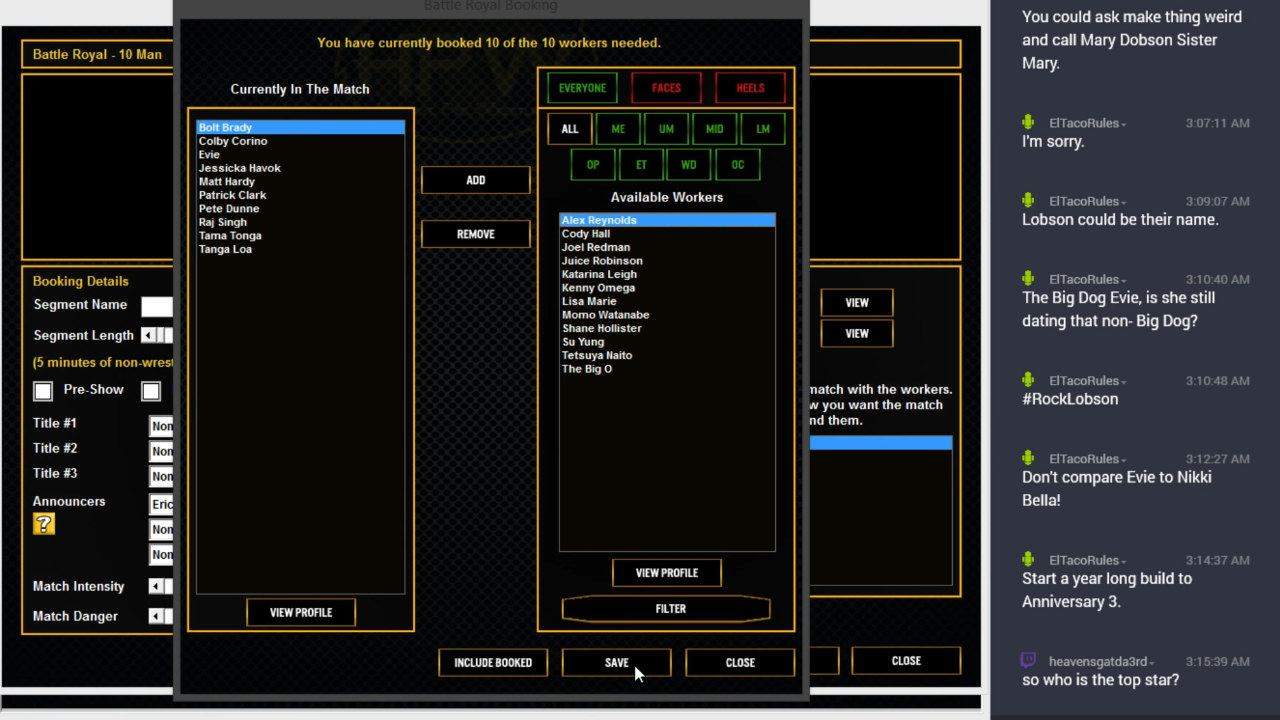 Battle Royal Booking
You have currently booked 10 of the 10 workers needed.
Battle Royal - 10 Man
Currently In The Match
Bolt Brady
Colby Corino
Evie
Jessicka Havok
Matt Hardy
Patrick Clark
Pete Dunne
Raj Singh
Tama Tonga
Tanga Loa
VIEW PROFILE
ADD
REMOVE
EVERYONE FACES HEELS
ALL ME UM MID LM
OP ET WD OC
Available Workers
Alex Reynolds
Cody Hall
Joel Redman
Juice Robinson
Katarina Leigh
Kenny Omega
Lisa Marie
Momo Watanabe
Shane Hollister
Su Yung
Tetsuya Naito
The Big O
VIEW PROFILE
FILTER
INCLUDE BOOKED SAVE CLOSE
Booking Details
Segment Name
Segment Length
(5 minutes of non-wrest
Pre-Show
Title #1 Non
Title #2 Non
Title #3 Non
Announcers Eric
? Non
Non
Match Intensity
Match Danger
VIEW
VIEW
match with the workers.
w you want the match
nd them.
CLOSE
You could ask make thing weird
and call Mary Dobson Sister
Mary.
ElTacoRules 3:07:11 AM
I'm sorry.
ElTacoRules 3:09:07 AM
Lobson could be their name.
ElTacoRules 3:10:40 AM
The Big Dog Evie, is she still
dating that non- Big Dog?
ElTacoRules 3:10:48 AM
#RockLobson
ElTacoRules 3:12:27 AM
Don't compare Evie to Nikki
Bella!
ElTacoRules 3:14:37 AM
Start a year long build to
Anniversary 3.
heavensgatda3rd 3:15:39 AM
so who is the top star?